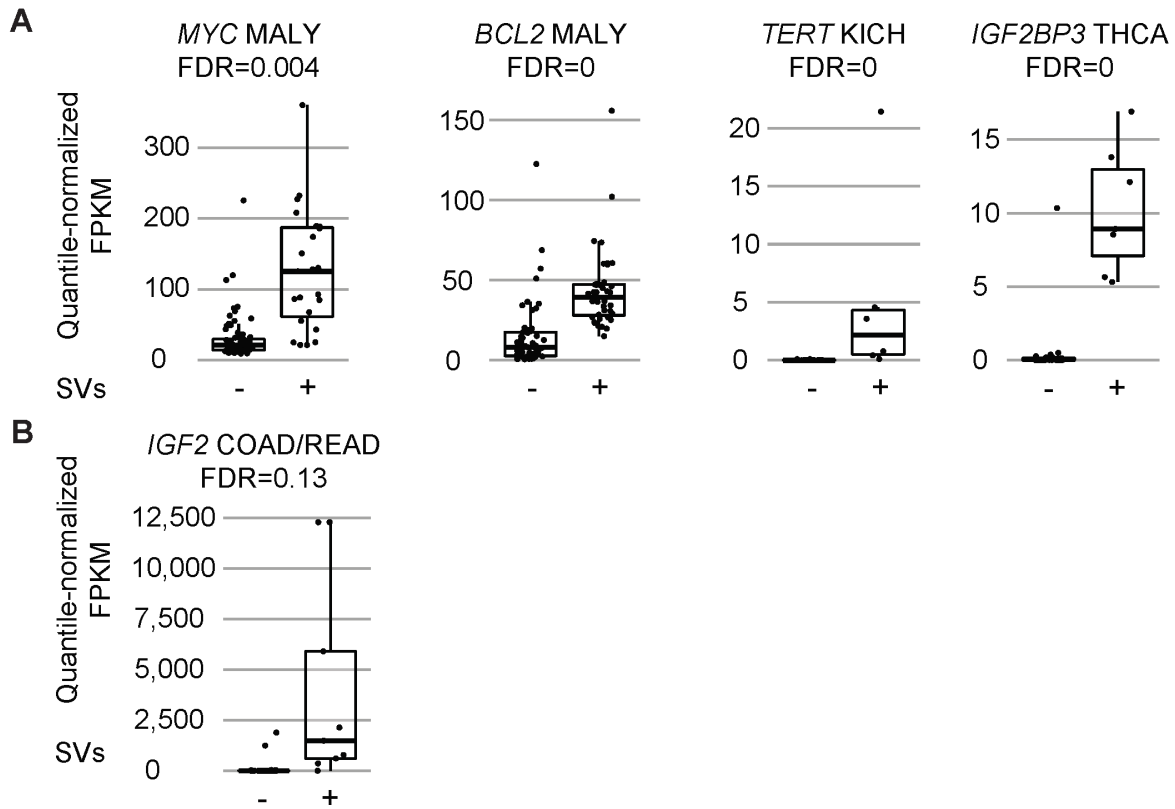 A
MYC MALY
FDR=0.004
BCL2 MALY
FDR=0
TERT KICH
FDR=0
IGF2BP3 THCA
FDR=0
Quantile-normalized
FPKM
300
200
100
0
150
100
50
0
20
15
10
5
0
15
10
5
0
SVs
- +
- +
- +
- +
B
IGF2 COAD/READ
FDR=0.13
Quantile-normalized
FPKM
12,500
10,000
7,500
5,000
2,500
0
SVs
- +